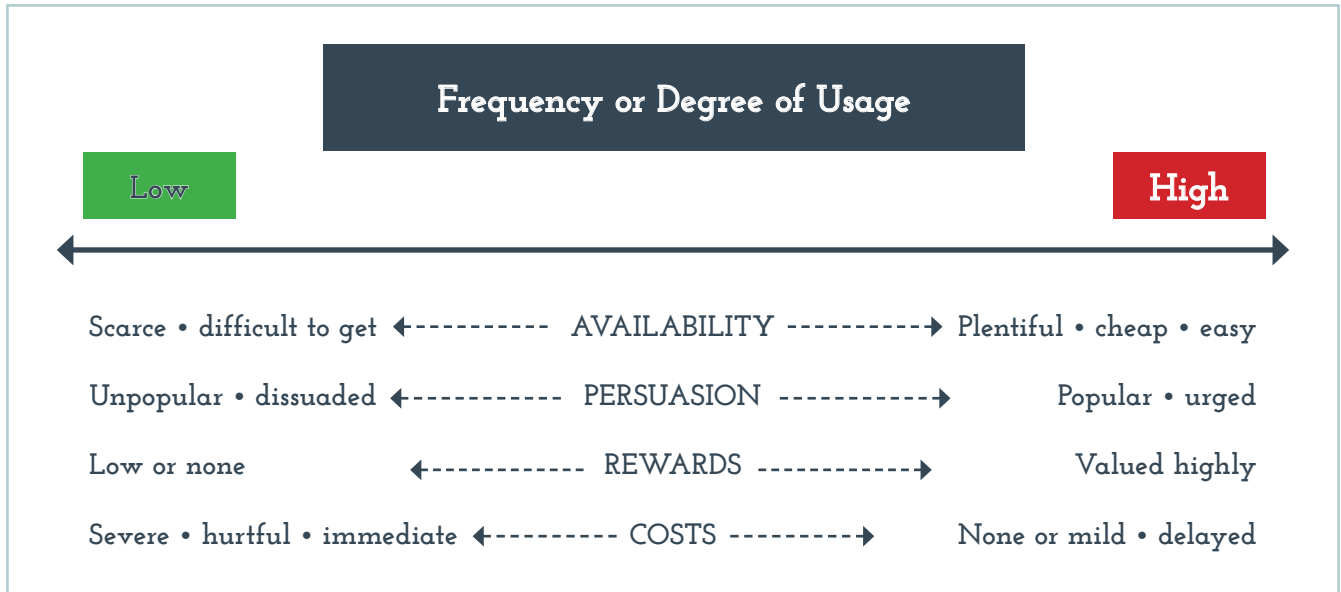 Frequency or Degree of Usage
Low
High
Scarce • difficult to get AVAILABILITY Plentiful • cheap • easy
Unpopular • dissuaded PERSUASION Popular • urged
Low or none REWARDS Valued highly
Severe • hurtful • immediate COSTS None or mild • delayed